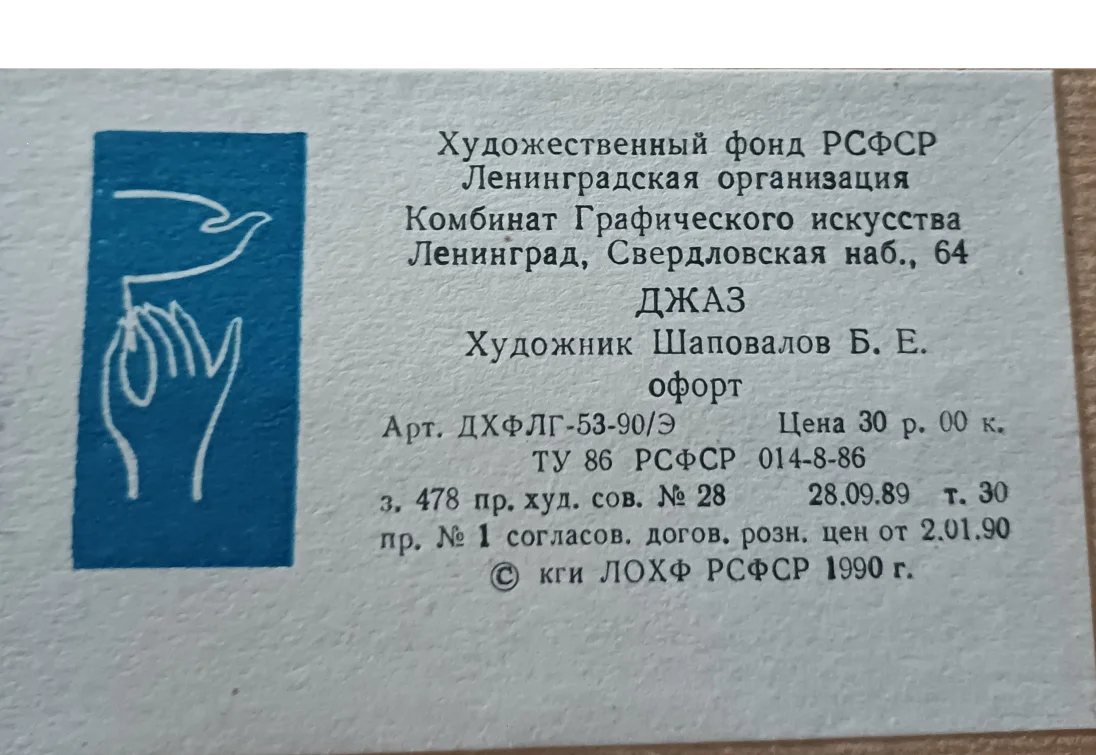 Художественный фонд РСФСР
Ленинградская организация
Комбинат Графического искусства
Ленинград, Свердловская наб., 64
ДЖАЗ
Художник Шаповалов Б. Е.
офорт
Арт. ДХФЛГ-53-90/Э Цена 30 р. 00 к.
ТУ 86 РСФСР 014-8-86
з. 478 пр. худ. сов. № 28 28.09.89 т. 30
пр. № 1 согласов. догов. розн. цен от 2.01.90
© кги ЛОХФ РСФСР 1990 г.